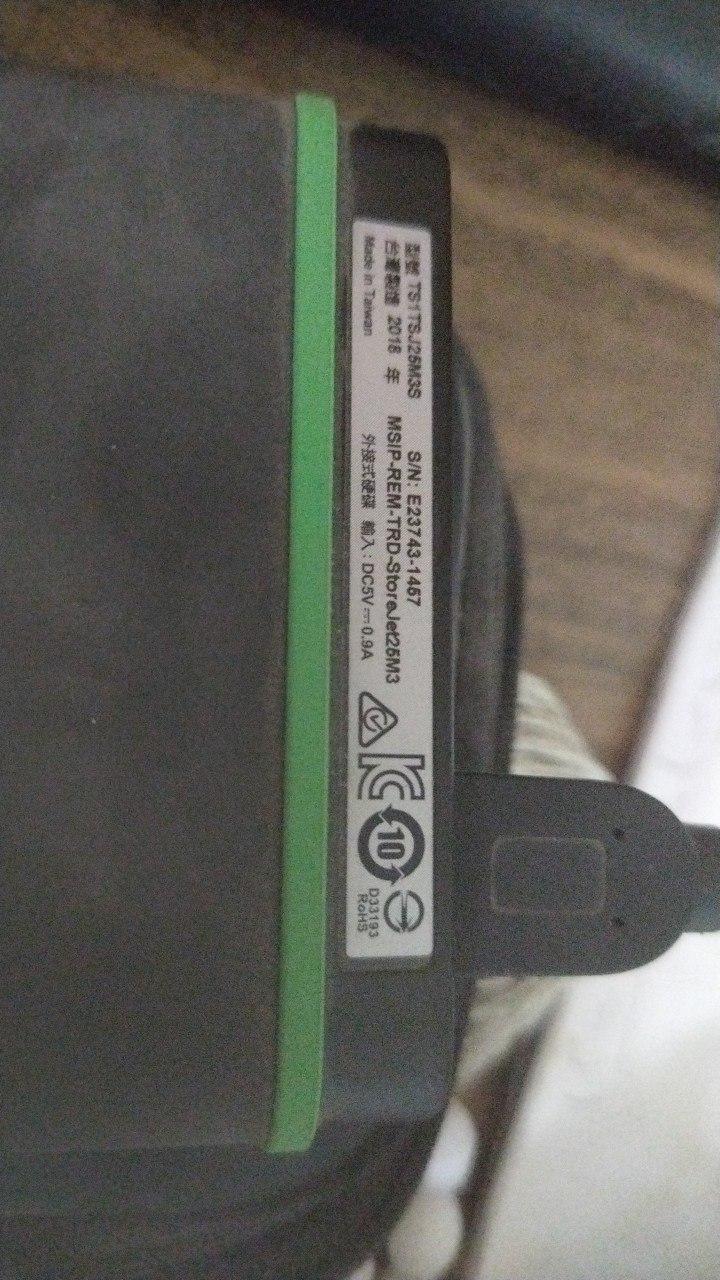 型號 TS1TSJ25M3S S/N: E23743-1457
台灣製造 2018 年 MSIP-REM-TRD-StoreJet25M3
Made in Taiwan 外接式硬碟 輸入 : DC5V⎓0.9A
10
D33193
RoHS